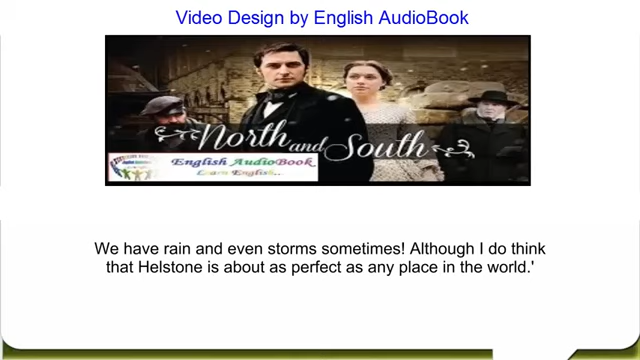 Video Design by English AudioBook
North and South
English AudioBook
Learn English...
We have rain and even storms sometimes! Although I do think
that Helstone is about as perfect as any place in the world.'